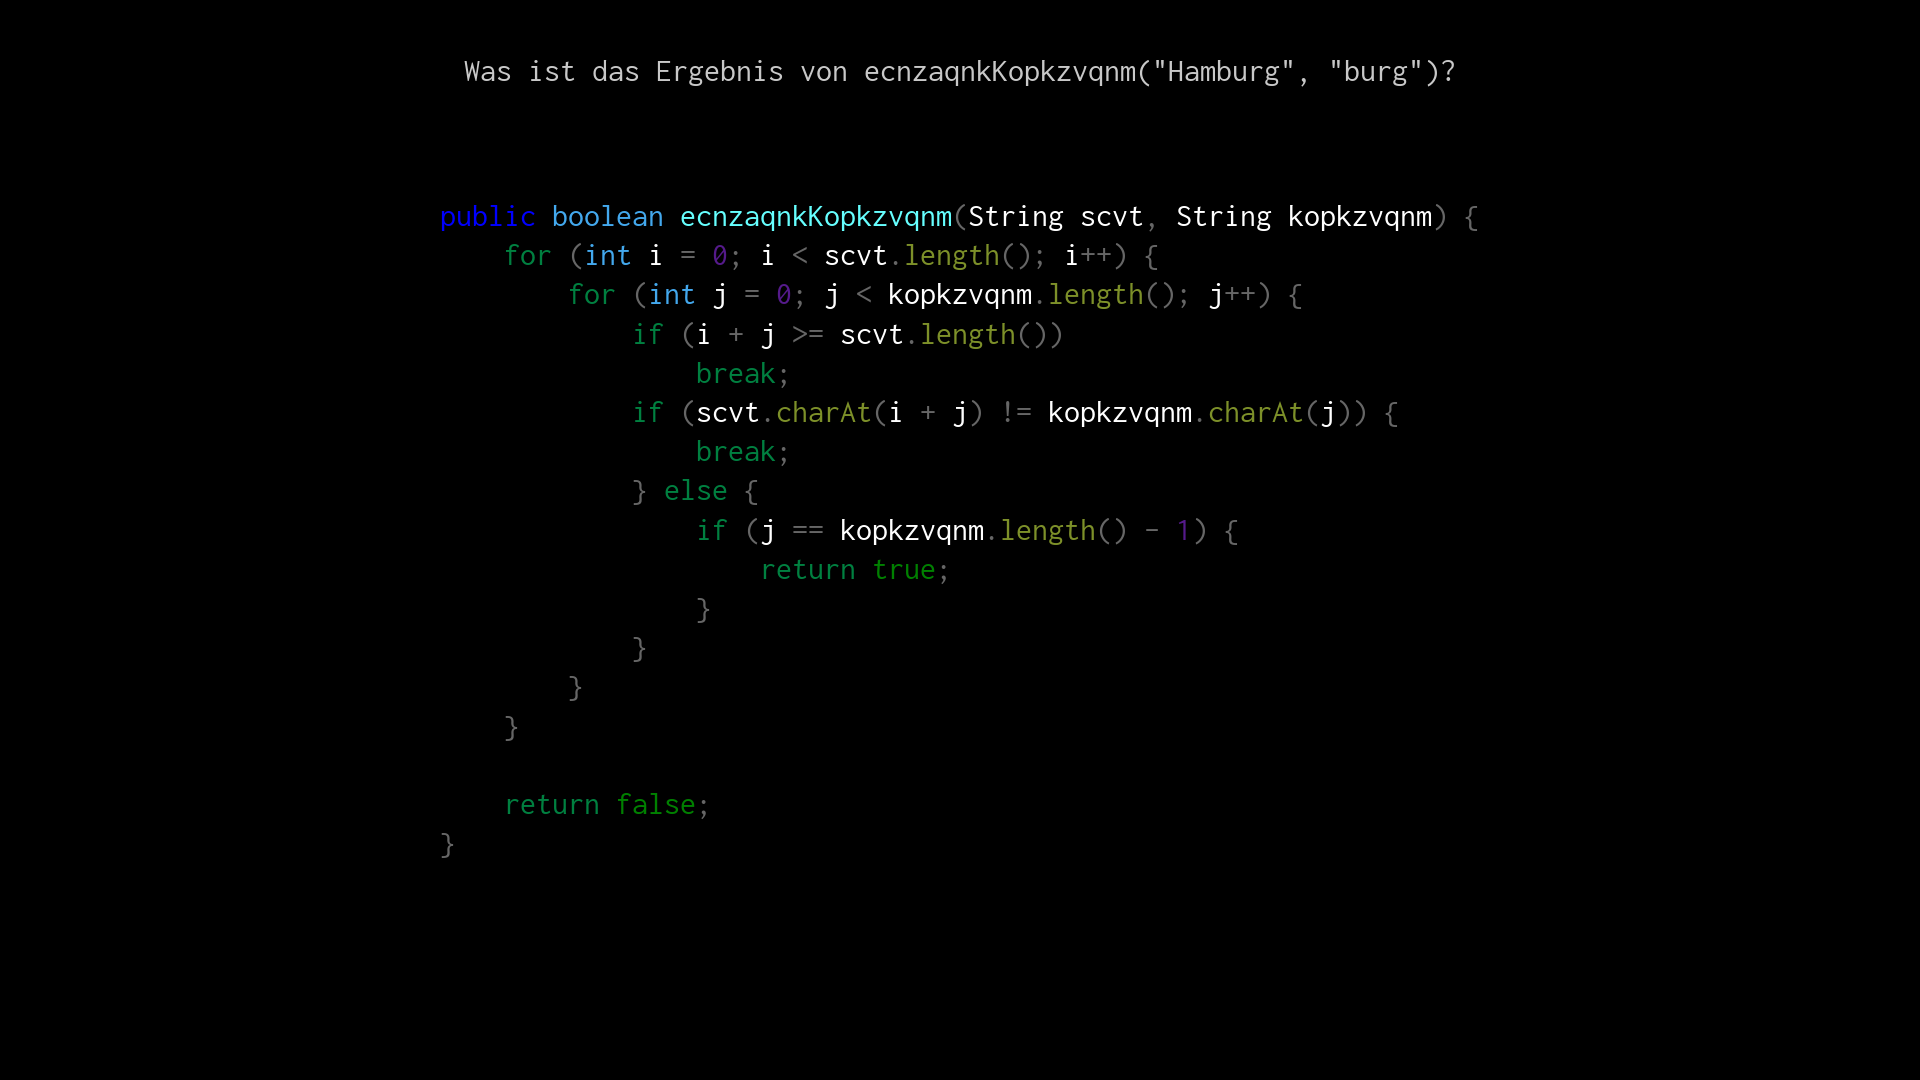 Was ist das Ergebnis von ecnzaqnkKopkzvqnm("Hamburg", "burg")?
public boolean ecnzaqnkKopkzvqnm(String scvt, String kopkzvqnm) {
    for (int i = 0; i < scvt.length(); i++) {
        for (int j = 0; j < kopkzvqnm.length(); j++) {
            if (i + j >= scvt.length())
                break;
            if (scvt.charAt(i + j) != kopkzvqnm.charAt(j)) {
                break;
            } else {
                if (j == kopkzvqnm.length() - 1) {
                    return true;
                }
            }
        }
    }
    return false;
}